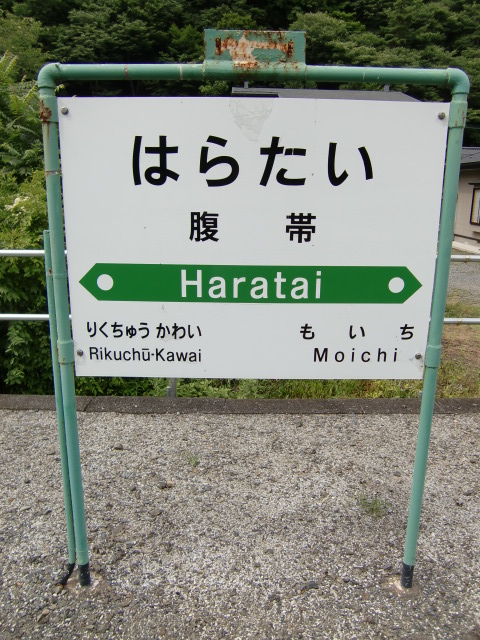 はらたい
腹帯
Haratai
りくちゅうかわい もいち
Rikuchū-Kawai Moichi